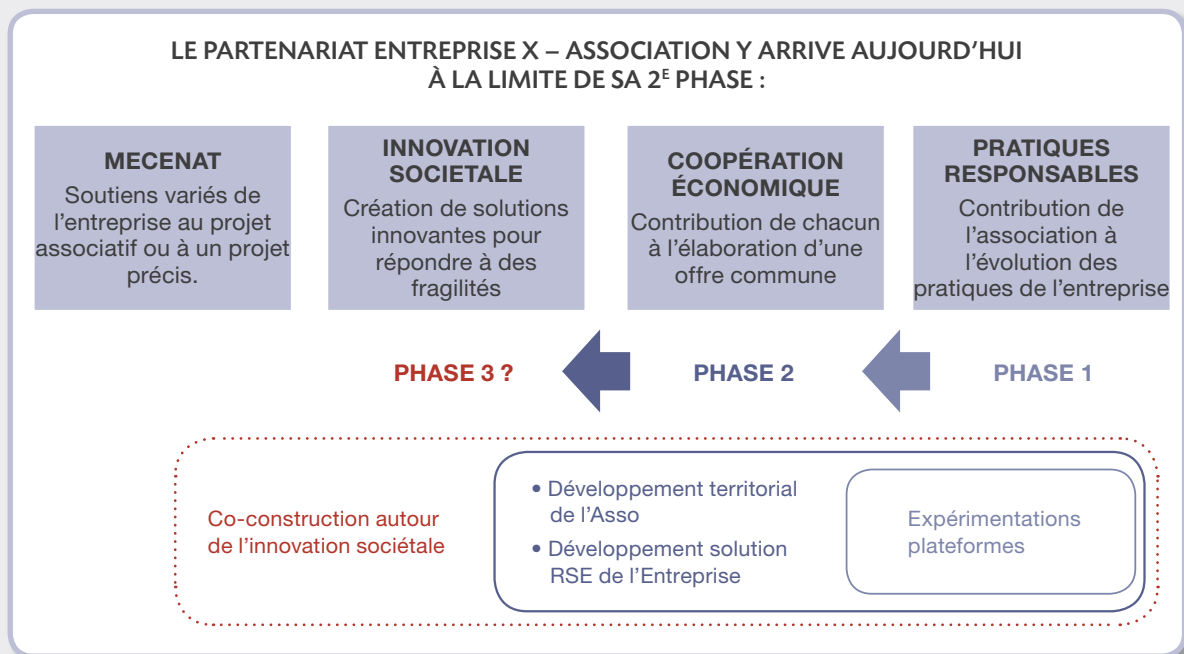 LE PARTENARIAT ENTREPRISE X – ASSOCIATION Y ARRIVE AUJOURD’HUI
À LA LIMITE DE SA 2E PHASE :
MECENAT
Soutiens variés de
l’entreprise au projet
associatif ou à un projet
précis.
INNOVATION
SOCIETALE
Création de solutions
innovantes pour
répondre à des
fragilités
COOPÉRATION
ÉCONOMIQUE
Contribution de chacun
à l’élaboration d’une
offre commune
PRATIQUES
RESPONSABLES
Contribution de
l’association à
l’évolution des
pratiques de l’entreprise
PHASE 3 ?
PHASE 2
PHASE 1
Co-construction autour
de l’innovation sociétale
• Développement territorial
de l’Asso
• Développement solution
RSE de l’Entreprise
Expérimentations
plateformes